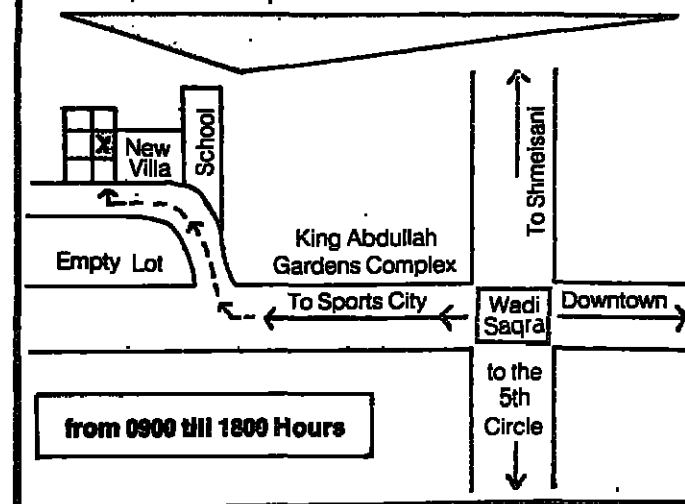 X
New
Villa
School
To Shmeisani
Empty Lot
King Abdullah
Gardens Complex
To Sports City
Wadi
Saqra
Downtown
to the
5th
Circle
from 0900 till 1800 Hours